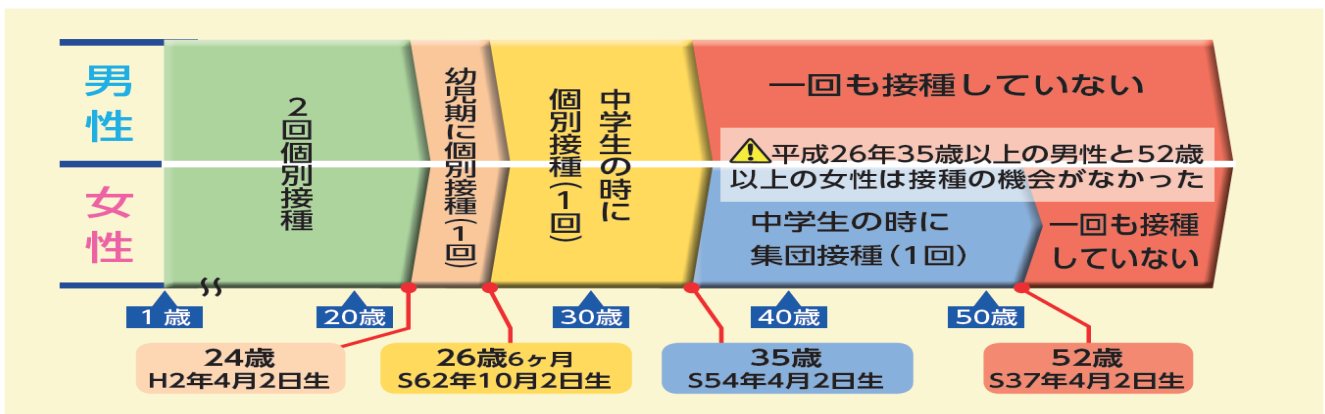 男性
女性
2回個別接種
幼児期に個別接種(1回)
中学生の時に
個別接種(1回)
一回も接種していない
平成26年35歳以上の男性と52歳
以上の女性は接種の機会がなかった
中学生の時に
集団接種(1回)
一回も接種
していない
1歳
20歳
30歳
40歳
50歳
24歳
H2年4月2日生
26歳6ヶ月
S62年10月2日生
35歳
S54年4月2日生
52歳
S37年4月2日生